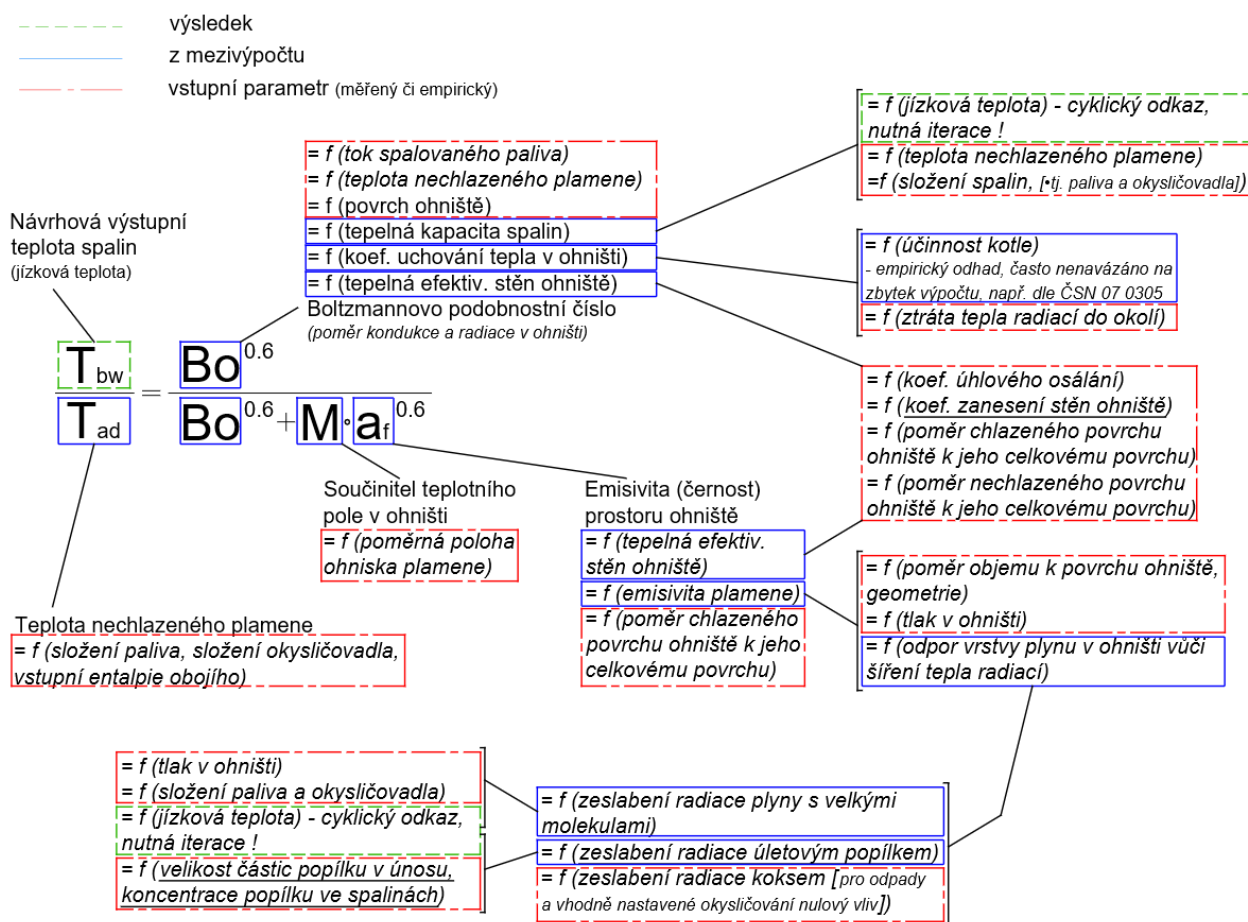 výsledek
z mezivýpočtu
vstupní parametr (měřený či empirický)
= f (jízková teplota) - cyklický odkaz,
nutná iterace !
= f (teplota nechlazeného plamene)
=f (složení spalin, [•tj. paliva a okysličovadla])
= f (tok spalovaného paliva)
= f (teplota nechlazeného plamene)
= f (povrch ohniště)
= f (tepelná kapacita spalin)
= f (koef. uchování tepla v ohništi)
= f (tepelná efektiv. stěn ohniště)
Boltzmannovo podobnostní číslo
(poměr kondukce a radiace v ohništi)
Návrhová výstupní
teplota spalin
(jízková teplota)
= f (účinnost kotle)
- empirický odhad, často nenavázáno na
zbytek výpočtu, např. dle ČSN 07 0305
= f (ztráta tepla radiací do okolí)
T bw = Bo 0.6
T ad Bo 0.6 + M ∘ a f 0.6
= f (koef. úhlového osálání)
= f (koef. zanesení stěn ohniště)
= f (poměr chlazeného povrchu
ohniště k jeho celkovému povrchu)
= f (poměr nechlazeného povrchu
ohniště k jeho celkovému povrchu)
Součinitel teplotního
pole v ohništi
= f (poměrná poloha
ohniska plamene)
Emisivita (černost)
prostoru ohniště
= f (tepelná efektiv.
stěn ohniště)
= f (emisivita plamene)
= f (poměr chlazeného
povrchu ohniště k jeho
celkovému povrchu)
= f (poměr objemu k povrchu ohniště,
geometrie)
= f (tlak v ohništi)
= f (odpor vrstvy plynu v ohništi vůči
šíření tepla radiací)
Teplota nechlazeného plamene
= f (složení paliva, složení okysličovadla,
vstupní entalpie obojího)
= f (tlak v ohništi)
= f (složení paliva a okysličovadla)
= f (jízková teplota) - cyklický odkaz,
nutná iterace !
= f (velikost částic popílku v únosu,
koncentrace popílku ve spalinách)
= f (zeslabení radiace plyny s velkými
molekulami)
= f (zeslabení radiace úletovým popílkem)
= f (zeslabení radiace koksem [pro odpady
a vhodně nastavené okysličování nulový vliv])